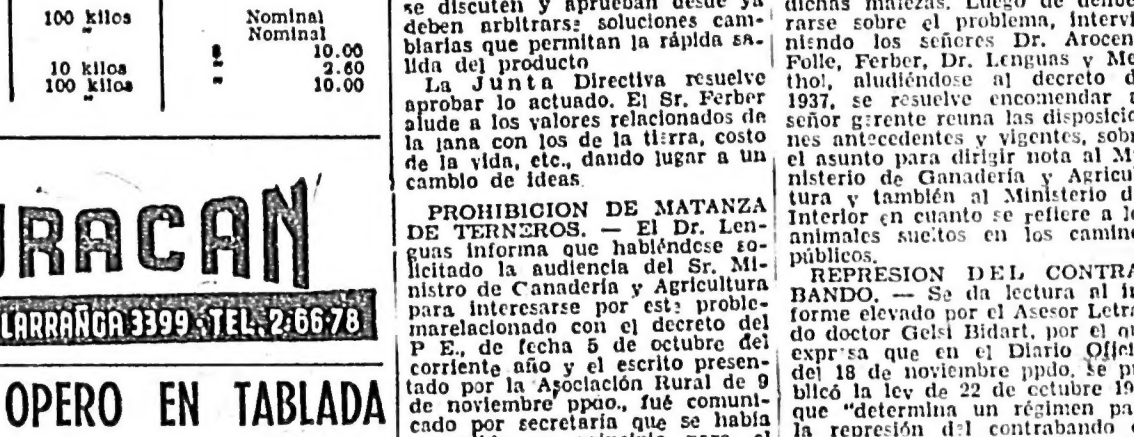 100 kilos
"
Nominal
Nominal
$ 10.00
10 kilos " 2.60
100 kilos " 10.00
"
URACAN
LARRAÑGA 3399 - TEL. 2-66-78
OPERO EN TABLADA
se discuten y aprueban desde ya
deben arbitrarse soluciones cam-
biarias que permitan la rápida sa-
lida del producto
La Junta Directiva resuelve
aprobar lo actuado. El Sr. Ferber
alude a los valores relacionados de
la lana con los de la tierra, costo
de la vida, etc., dando lugar a un
cambio de ideas.
PROHIBICION DE MATANZA
DE TERNEROS. — El Dr. Len-
guas informa que habiéndose so-
licitado la audiencia del Sr. Mi-
nistro de Canadería y Agricultura
para interesarse por este proble-
marelacionado con el decreto del
P E., de fecha 5 de octubre del
corriente año y el escrito presen-
tado por la Asociación Rural de 9
de noviembre ppdo., fué comuni-
cado por secretaría que se había
dichas malezas. Luego de
rarse sobre el problema, intervi
niendo los señores Dr. Arocen
Folle, Ferber, Dr. Lenguas y Me
thol, aludiéndose al decreto d
1937, se resuelve encomendar
señor gerente reuna las disposicio
nes antecedentes y vigentes, sobr
el asunto para dirigir nota al M
nisterio de Ganadería y Agricul
tura y también al Ministerio d
Interior en cuanto se refiere a l
animales sueltos en los camino
públicos.
REPRESION DEL CONTRA
BANDO. — Se da lectura al in
forme elevado por el Asesor Letra
do doctor Gelsi Bidart, por el qu
expresa que en el Diario Oficia
del 18 de noviembre ppdo. se pu
blicó la ley de 22 de octubre 19
que "determina un régimen pa
la represión del contrabando